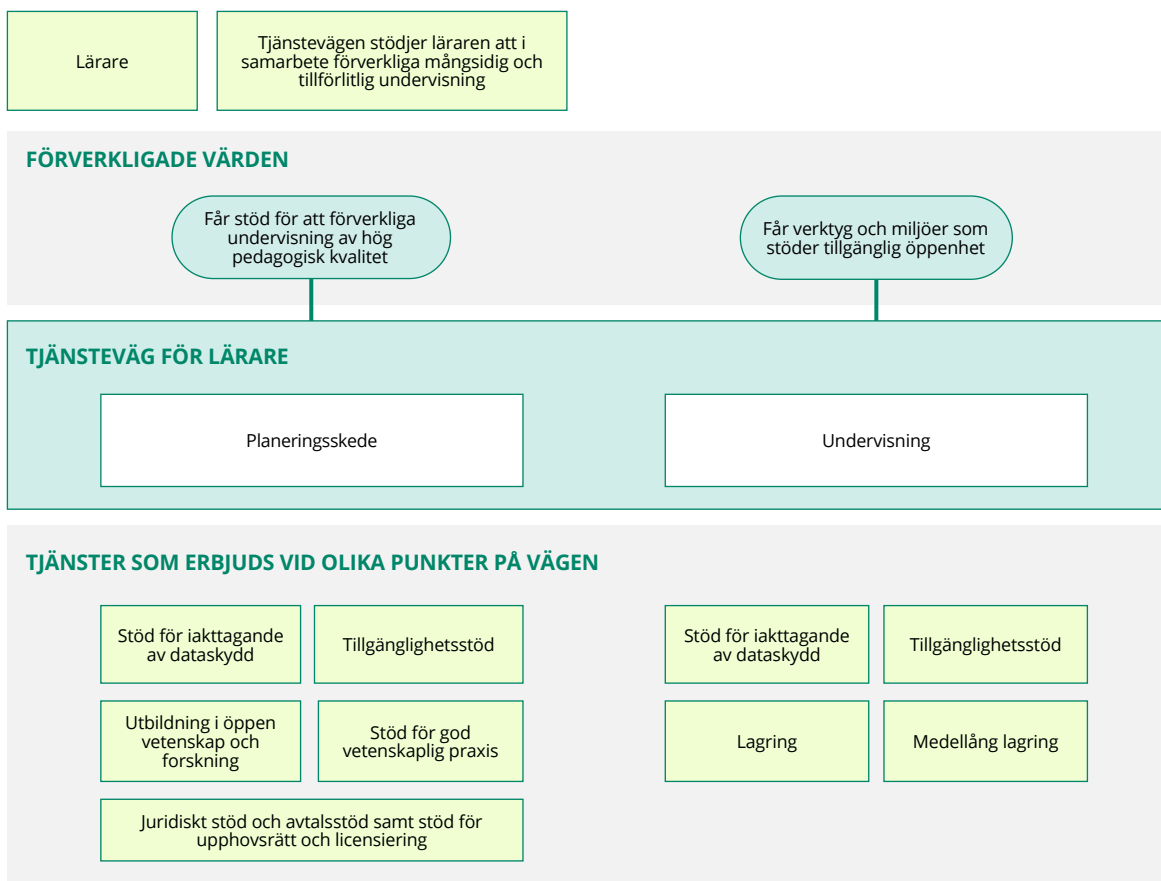 Lärare
Tjänstevägen stödjer läraren att i
samarbete förverkliga mångsidig och
tillförlitlig undervisning
FÖRVERKLIGADE VÄRDEN
Får stöd för att förverkliga
undervisning av hög
pedagogisk kvalitet
Får verktyg och miljöer som
stöder tillgänglig öppenhet
TJÄNSTEVÄG FÖR LÄRARE
Planeringsskede
Undervisning
TJÄNSTER SOM ERBJUDS VID OLIKA PUNKTER PÅ VÄGEN
Stöd för iakttagande
av dataskydd
Tillgänglighetsstöd
Utbildning i öppen
vetenskap och
forskning
Stöd för god
vetenskaplig praxis
Juridiskt stöd och avtalsstöd samt stöd för
upphovsrätt och licensiering
Stöd för iakttagande
av dataskydd
Tillgänglighetsstöd
Lagring
Medellång lagring